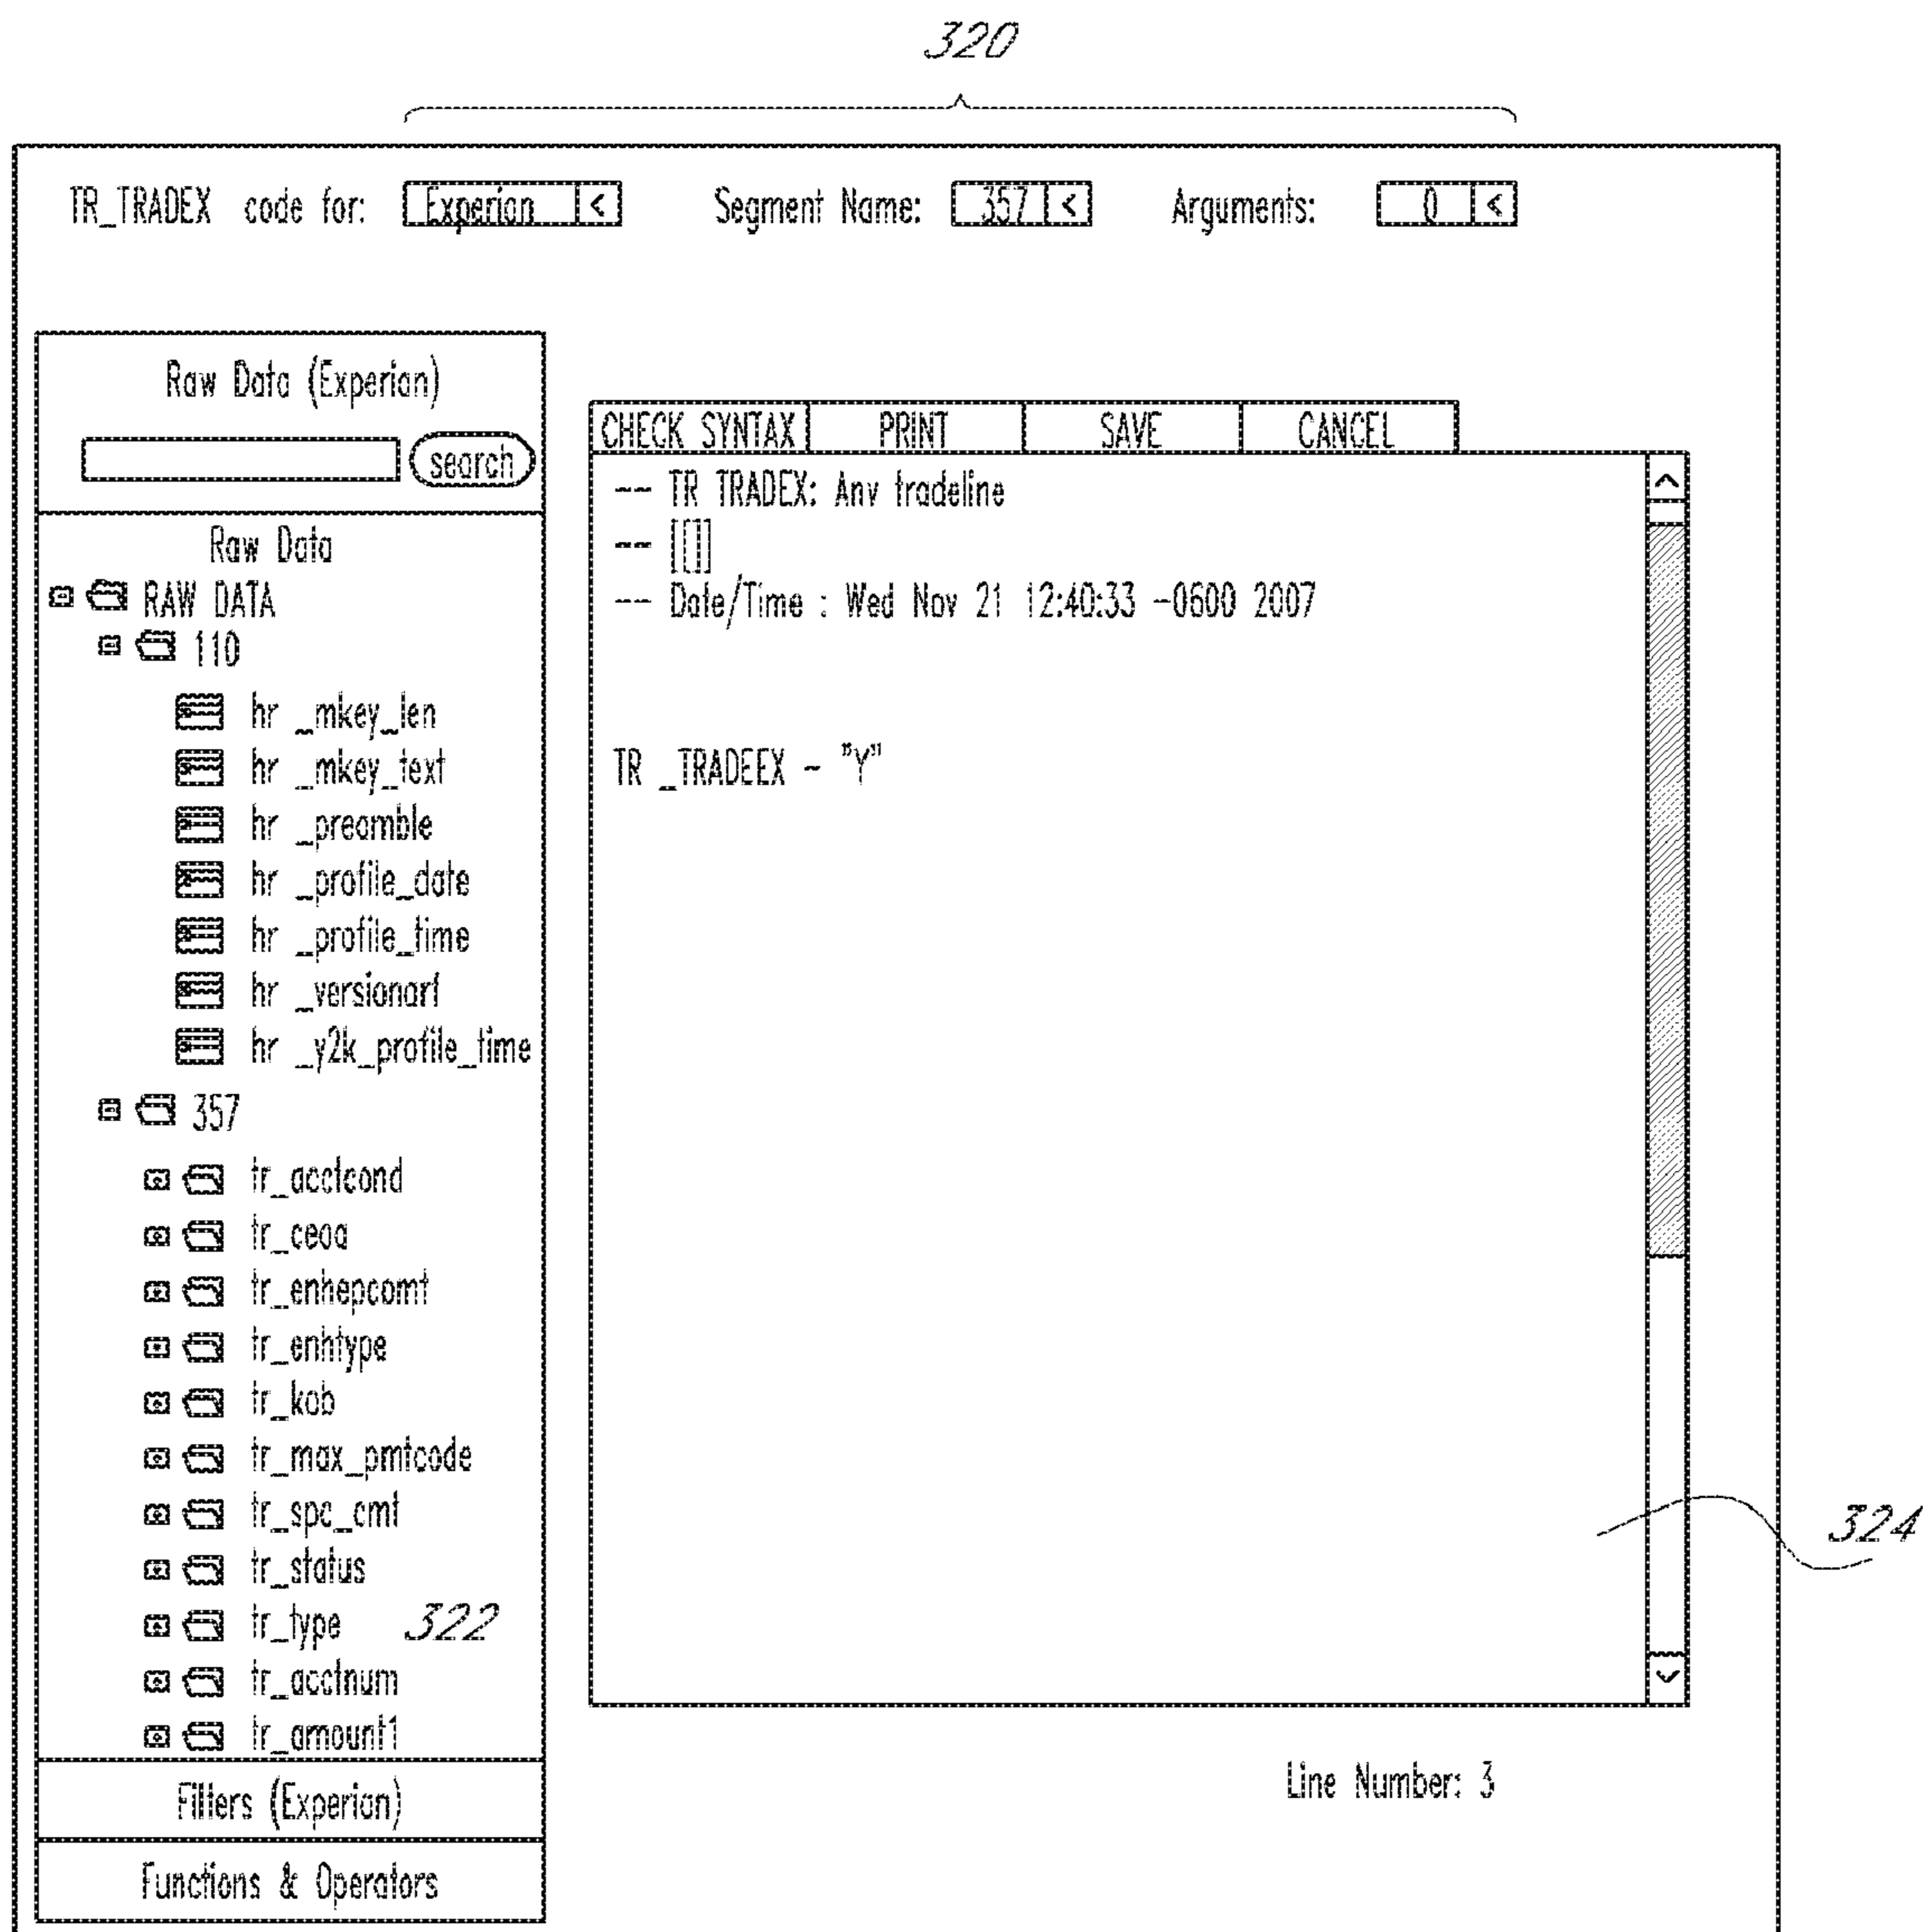 320
TR_TRADEX code for: Experian < Segment Name: 357 < Arguments: 0 <
Raw Data (Experian)
search
Raw Data
RAW DATA
110
hr _mkey_len
hr _mkey_text
hr _preamble
hr _profile_date
hr _profile_time
hr _versionarf
hr _y2k_profile_time
357
tr_acctcond
tr_ceoa
tr_enhepcomt
tr_enhtype
tr_kob
tr_max_pmtcode
tr_spc_cmt
tr_status
tr_type 322
tr_acctnum
tr_amount1
Filters (Experian)
Functions & Operators
CHECK SYNTAX PRINT SAVE CANCEL
-- TR TRADEX: Any tradeline
-- [[]]
-- Date/Time : Wed Nov 21 12:40:33 -0600 2007
TR _TRADEEX - "Y"
324
Line Number: 3